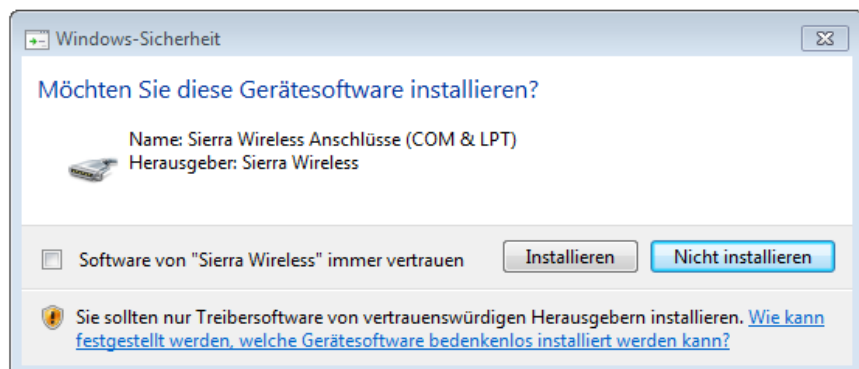 Windows-Sicherheit
Möchten Sie diese Gerätesoftware installieren?
Name: Sierra Wireless Anschlüsse (COM & LPT)
Herausgeber: Sierra Wireless
Software von "Sierra Wireless" immer vertrauen
Installieren
Nicht installieren
Sie sollten nur Treibersoftware von vertrauenswürdigen Herausgebern installieren. Wie kann
festgestellt werden, welche Gerätesoftware bedenkenlos installiert werden kann?